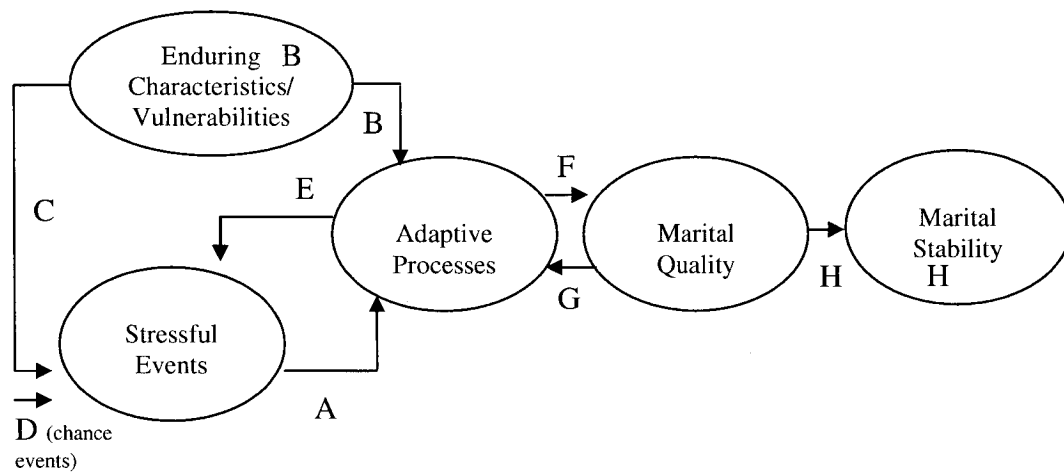 Enduring B
Characteristics/
Vulnerabilities
B
C
E
F
Adaptive
Processes
Marital
Quality
Marital
Stability
H
H
G
Stressful
Events
A
D (chance
events)